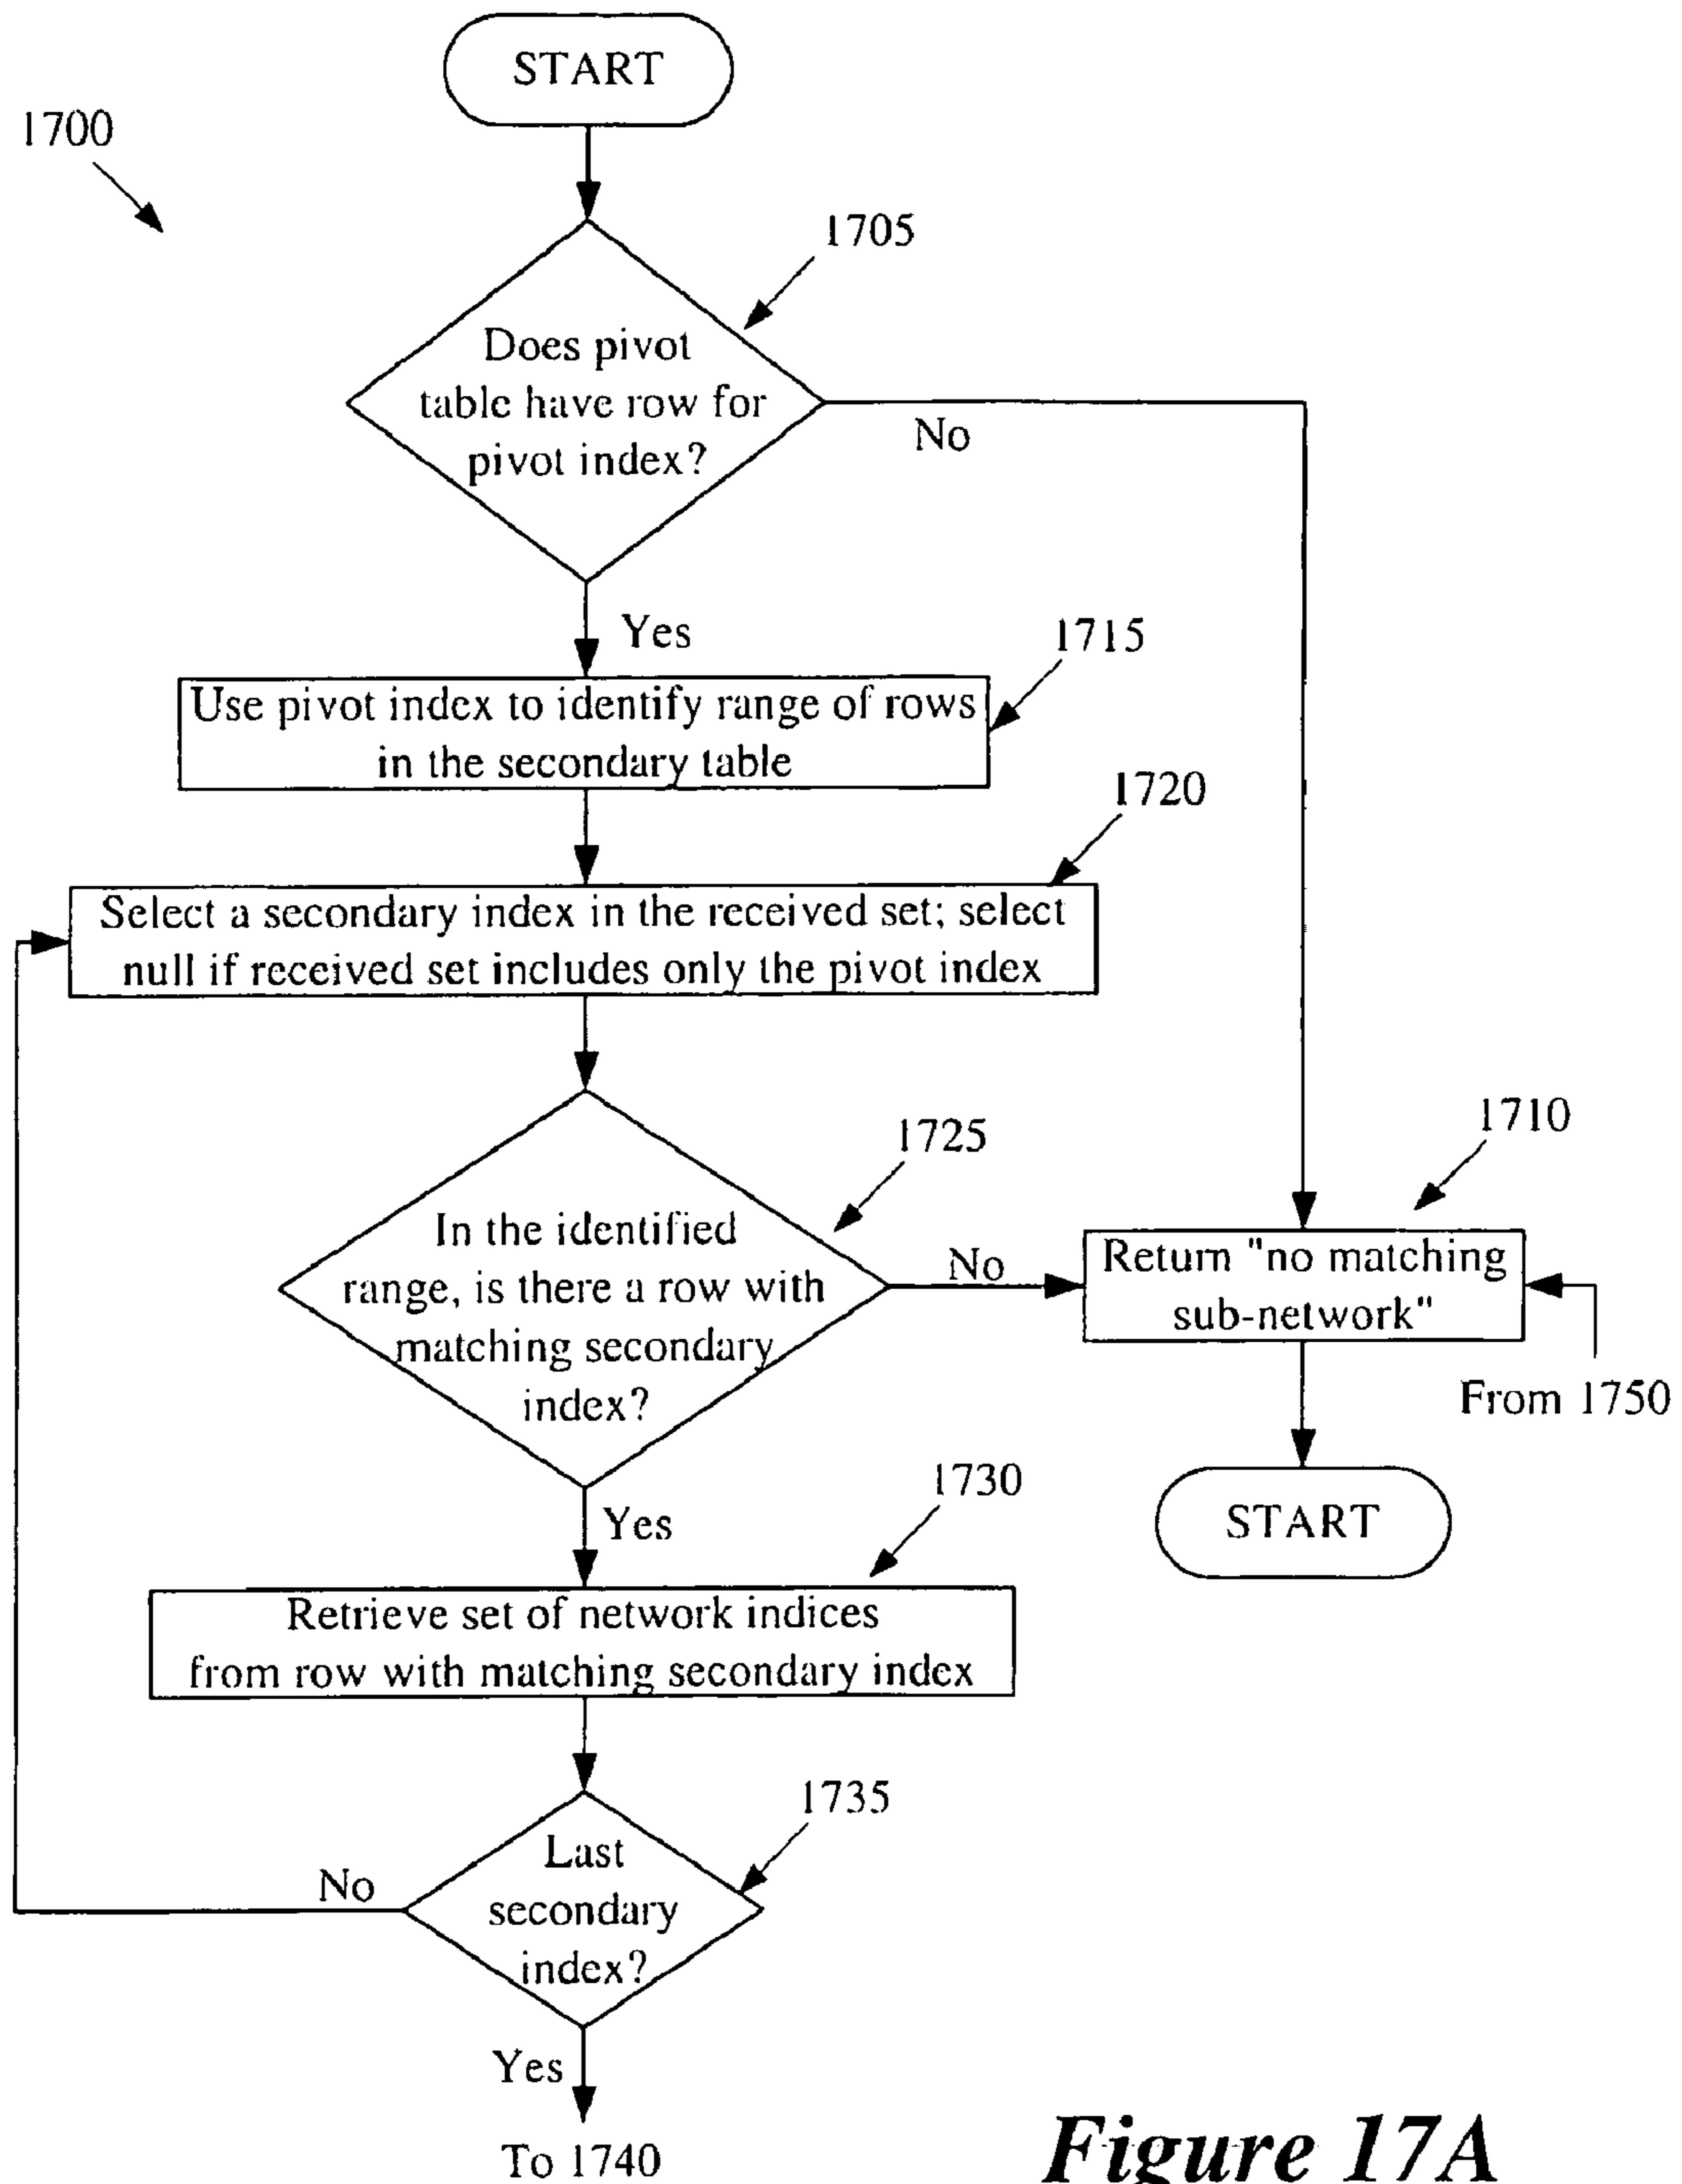 START
1700
1705
Does pivot
table have row for
pivot index?
No
Yes
1715
Use pivot index to identify range of rows
in the secondary table
1720
Select a secondary index in the received set; select
null if received set includes only the pivot index
1725
1710
In the identified
range, is there a row with
matching secondary
index?
No
Return "no matching
sub-network"
From 1750
START
Yes
1730
Retrieve set of network indices
from row with matching secondary index
1735
Last
secondary
index?
No
Yes
To 1740
Figure 17A